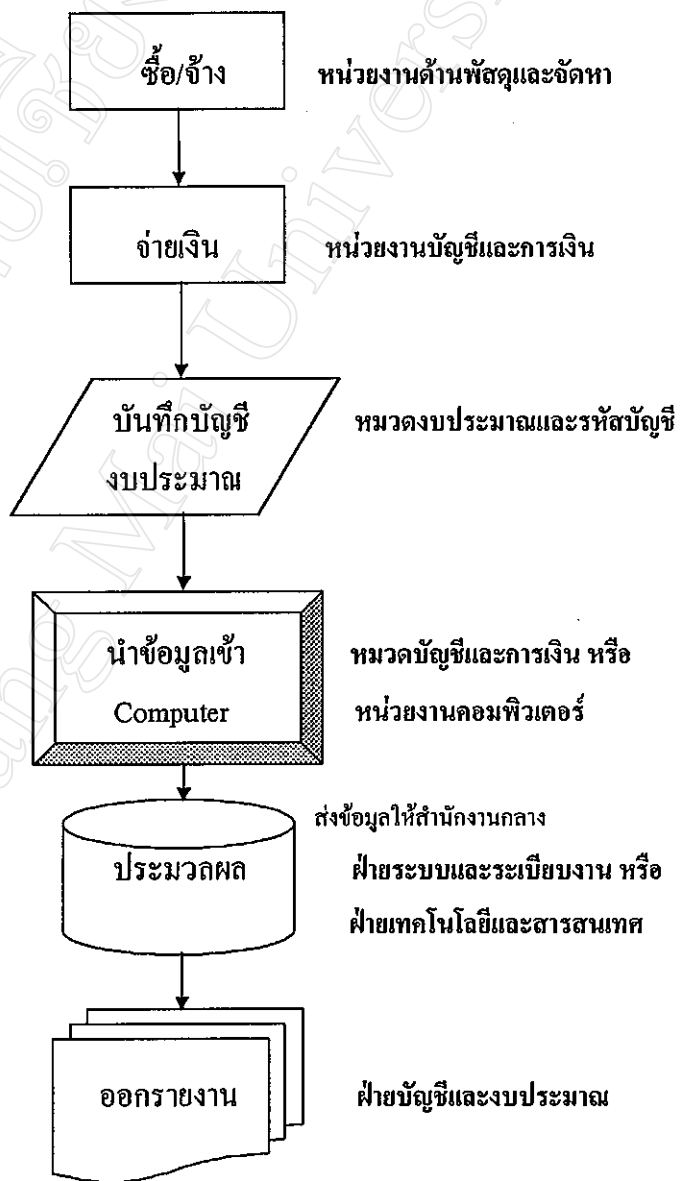 ซื้อ/จ้าง หน่วยงานด้านพัสดุและจัดหา
จ่ายเงิน หน่วยงานบัญชีและการเงิน
บันทึกบัญชี หมวดงบประมาณและรหัสบัญชี
งบประมาณ
นำข้อมูลเข้า หมวดบัญชีและการเงิน หรือ
Computer หน่วยงานคอมพิวเตอร์
ส่งข้อมูลให้สำนักงานกลาง
ประมวลผล ฝ่ายระบบและระเบียบงาน หรือ
ฝ่ายเทคโนโลยีและสารสนเทศ
ออกรายงาน ฝ่ายบัญชีและงบประมาณ